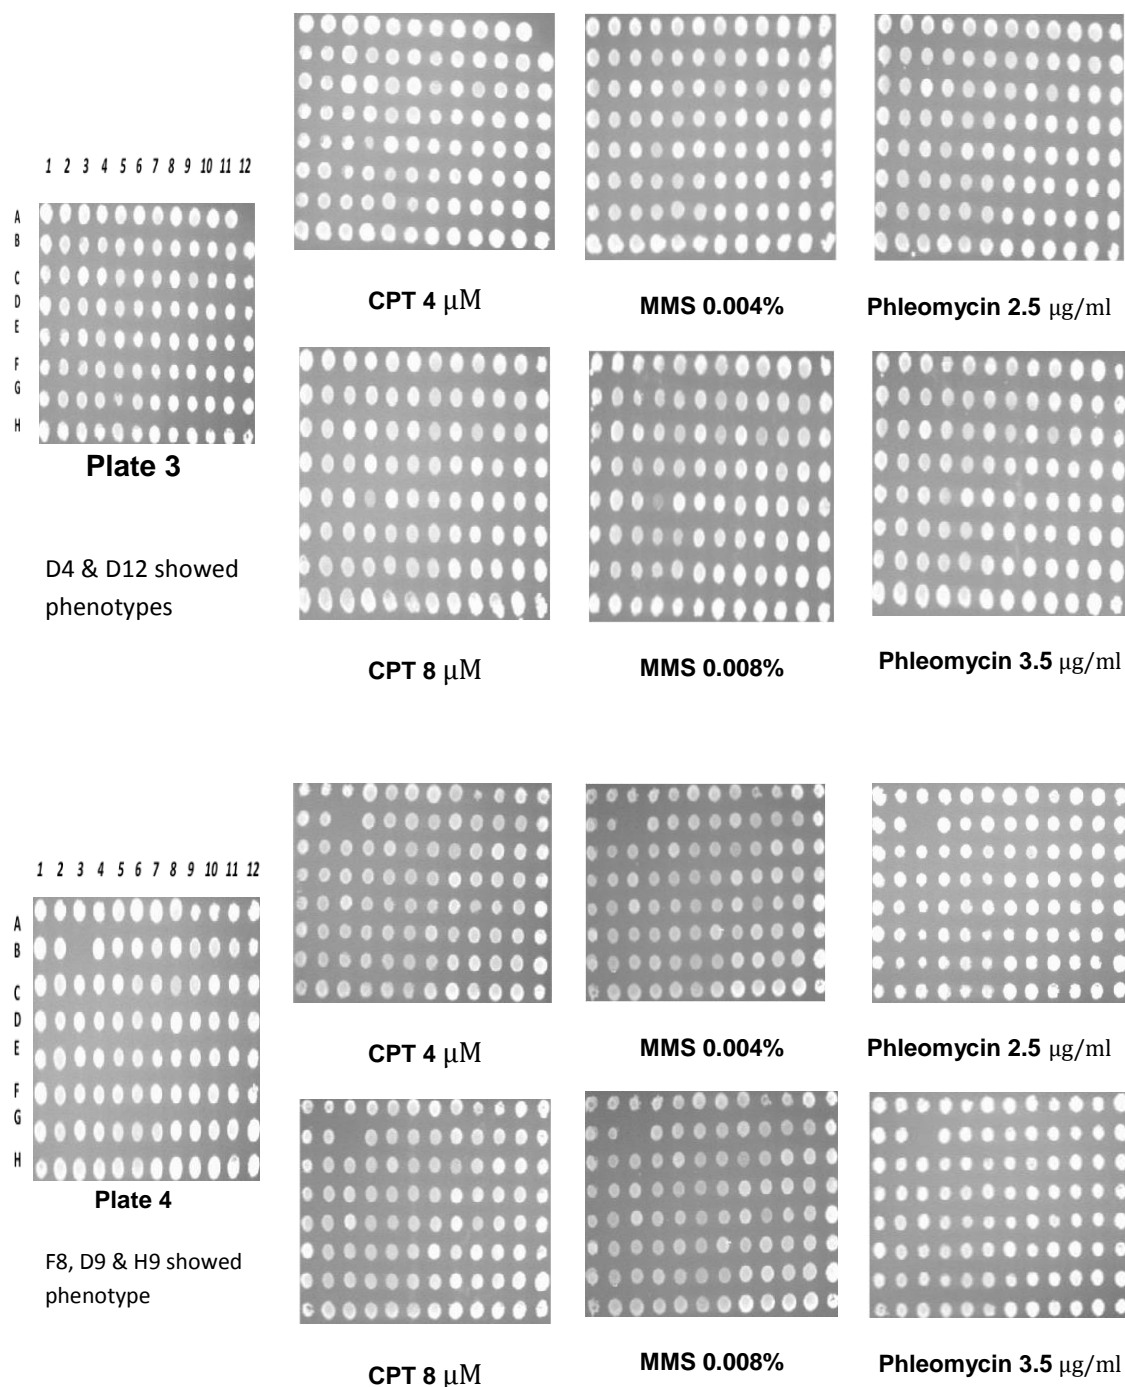 1 2 3 4 5 6 7 8 9 10 11 12
A
B
C
D
E
F
G
H
Plate 3
D4 & D12 showed
phenotypes
CPT 4 μM
MMS 0.004%
Phleomycin 2.5 μg/ml
CPT 8 μM
MMS 0.008%
Phleomycin 3.5 μg/ml
1 2 3 4 5 6 7 8 9 10 11 12
A
B
C
D
E
F
G
H
Plate 4
F8, D9 & H9 showed
phenotype
CPT 4 μM
MMS 0.004%
Phleomycin 2.5 μg/ml
CPT 8 μM
MMS 0.008%
Phleomycin 3.5 μg/ml